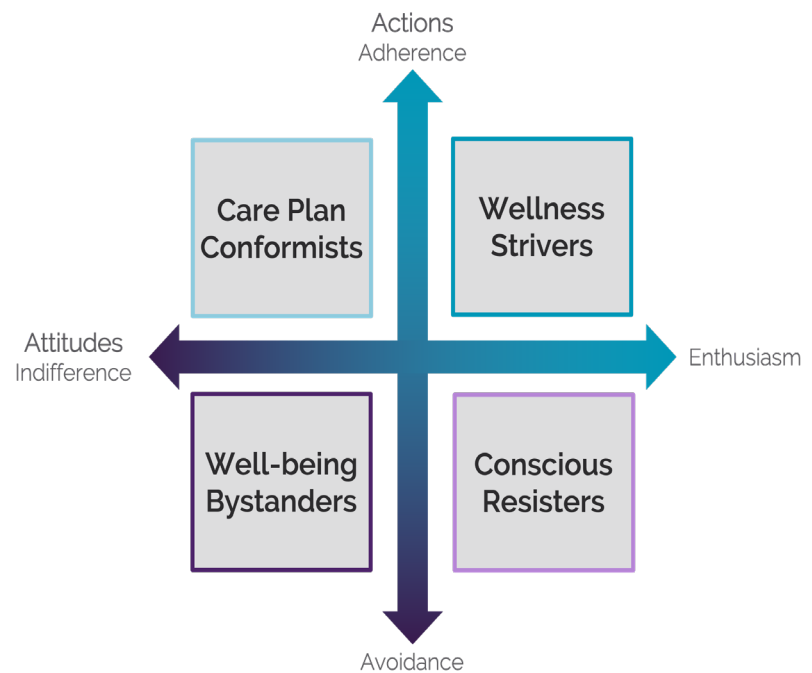 Actions
Adherence
Care Plan
Conformists
Wellness
Strivers
Attitudes
Indifference
Enthusiasm
Well-being
Bystanders
Conscious
Resisters
Avoidance